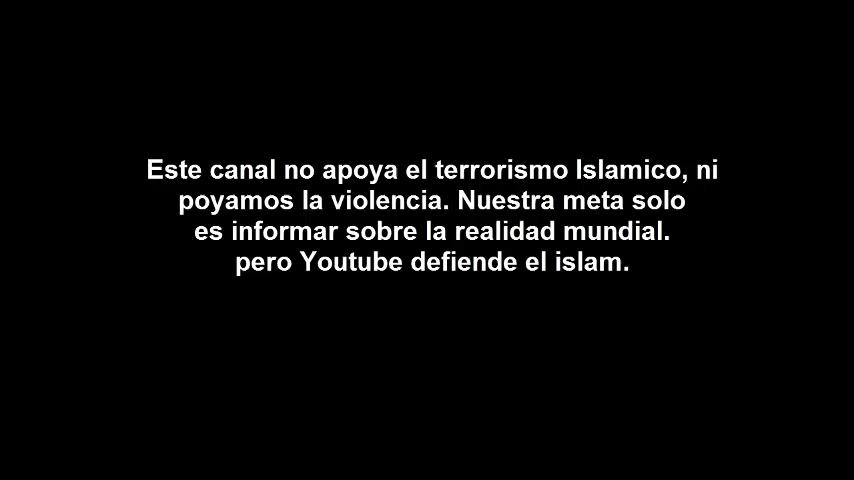 Este canal no apoya el terrorismo Islamico, ni
poyamos la violencia. Nuestra meta solo
es informar sobre la realidad mundial.
pero Youtube defiende el islam.